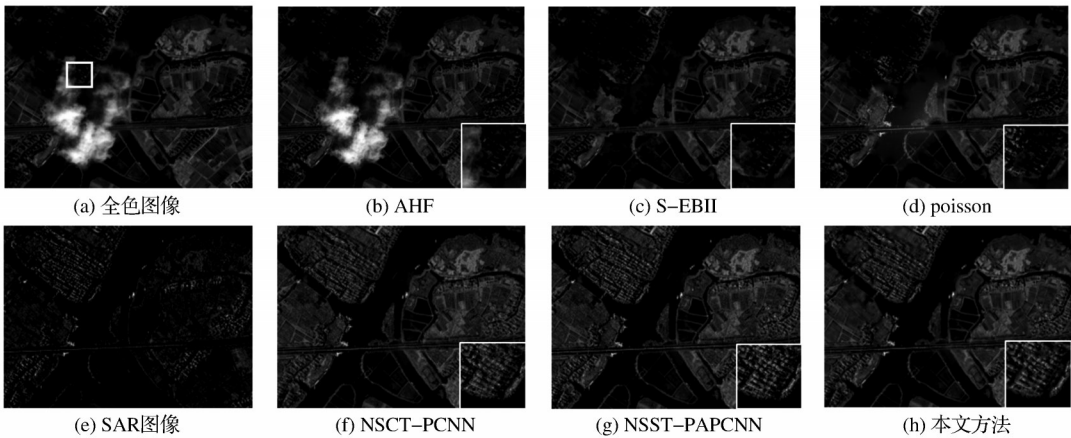 (a) 全色图像
(b) AHF
(c) S-EBII
(d) poisson
(e) SAR图像
(f) NSCT-PCNN
(g) NSST-PAPCNN
(h) 本文方法